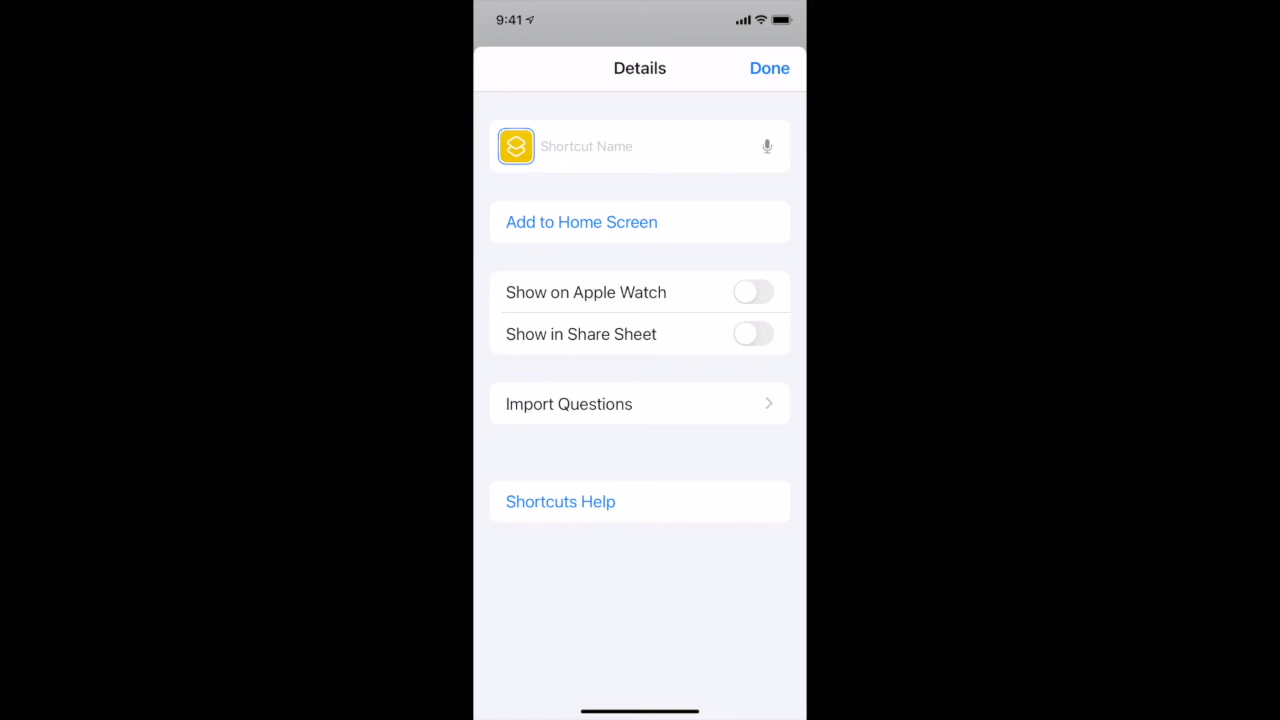 9:41
Details
Done
Shortcut Name
Add to Home Screen
Show on Apple Watch
Show in Share Sheet
Import Questions
Shortcuts Help